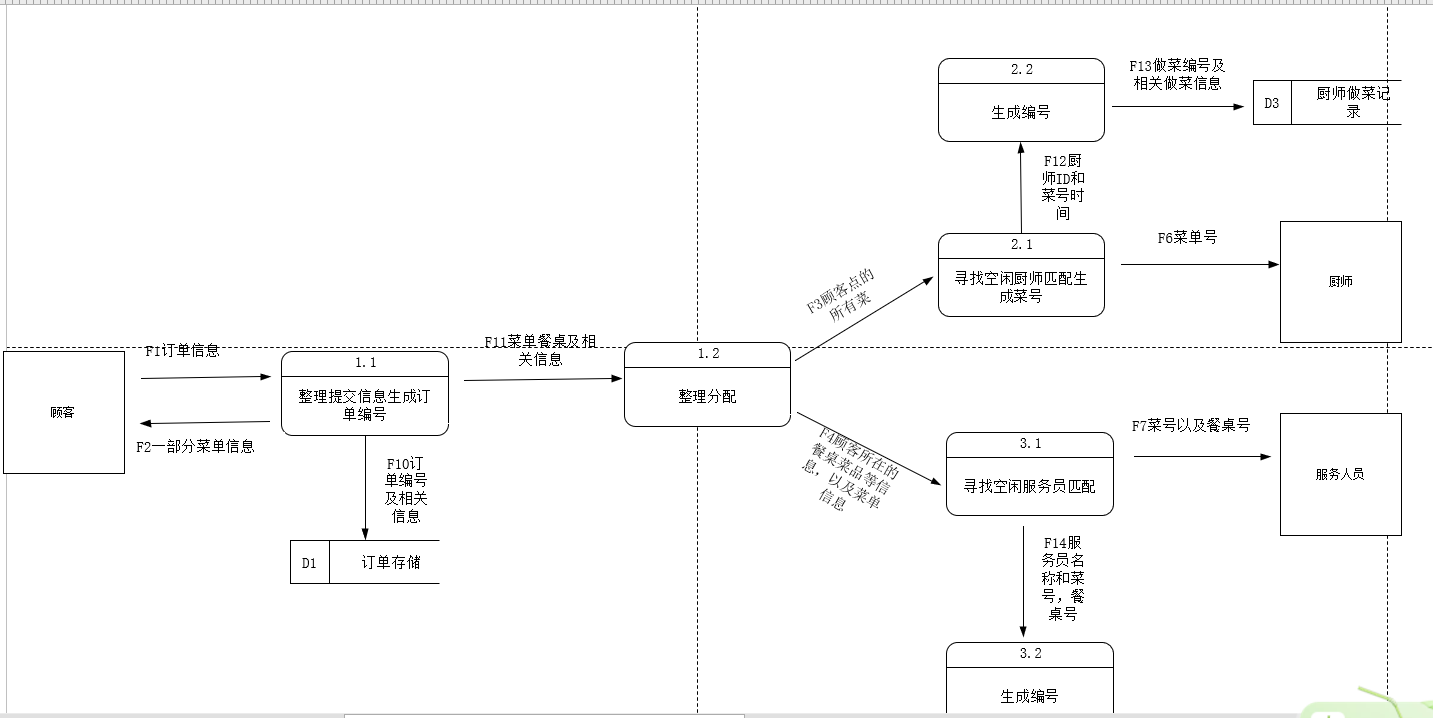 2.2
生成编号
F13做菜编号及
相关做菜信息
D3
厨师做菜记
录
F12厨
师ID和
菜号时
间
2.1
寻找空闲厨师匹配生
成菜号
F6菜单号
厨师
F3顾客点的
所有菜
顾客
F1订单信息
F2一部分菜单信息
1.1
整理提交信息生成订
单编号
F11菜单餐桌及相
关信息
1.2
整理分配
F10订
单编号
及相关
信息
D1
订单存储
F4顾客所在的
餐桌菜品等信
息，以及菜单
信息
3.1
寻找空闲服务员匹配
F7菜号以及餐桌号
服务人员
F14服
务员名
称和菜
号，餐
桌号
3.2
生成编号